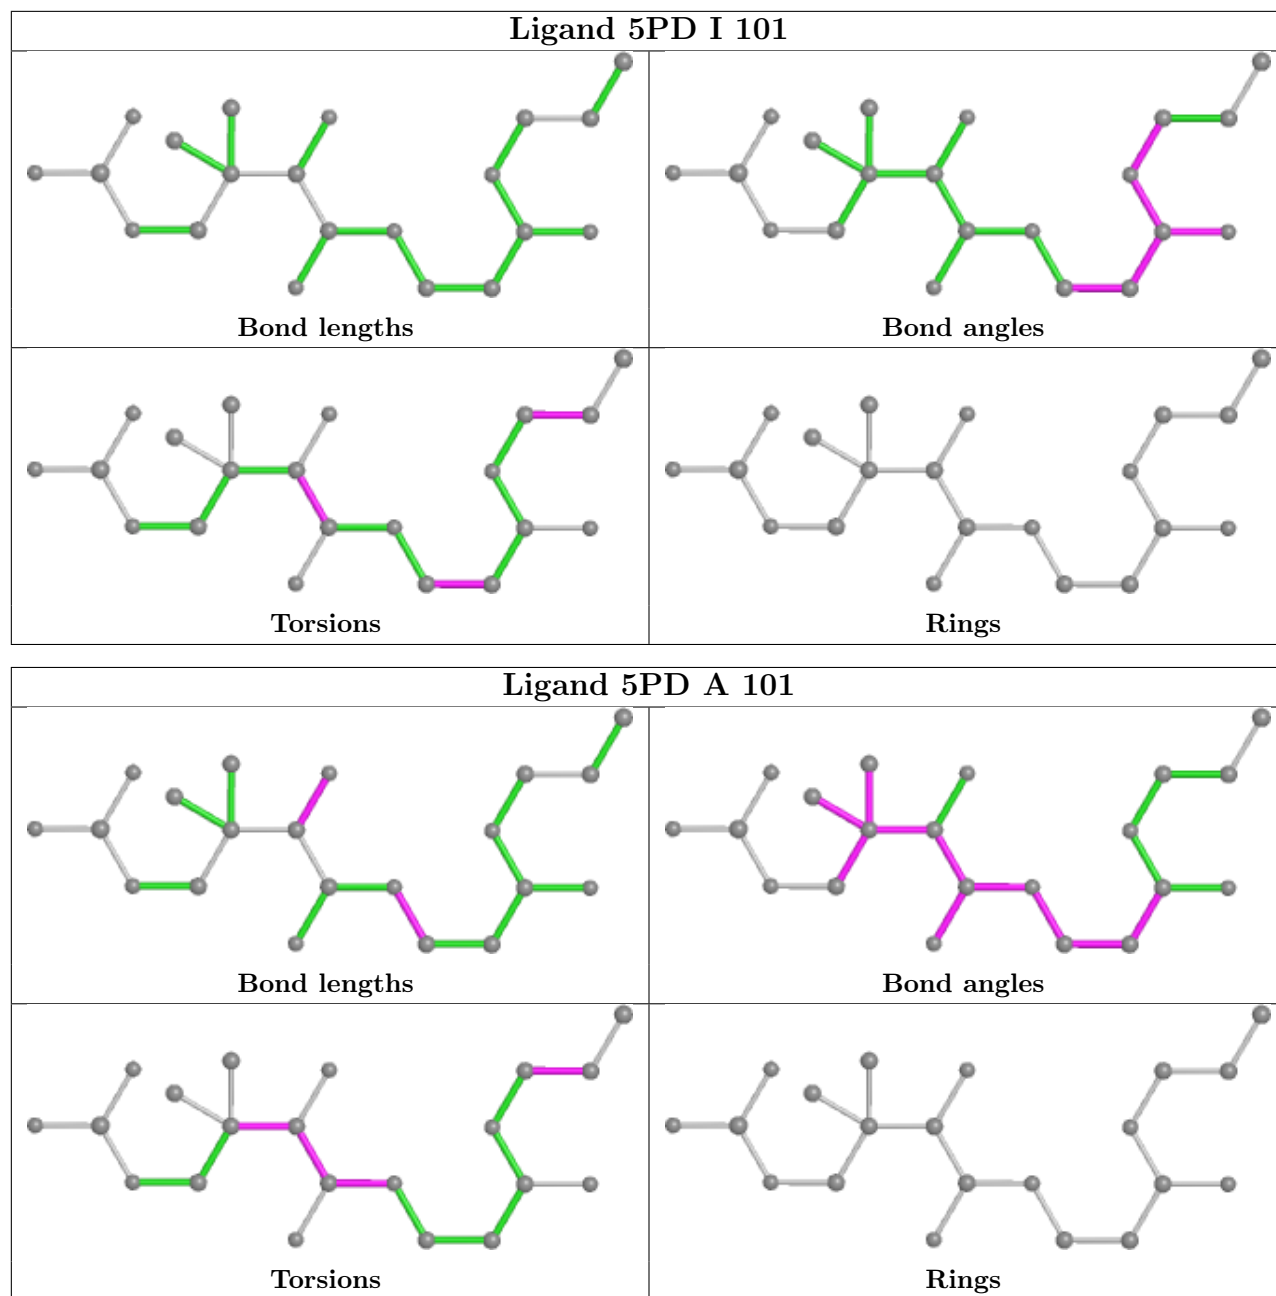 Ligand 5PD I 101
Bond lengths
Bond angles
Torsions
Rings
Ligand 5PD A 101
Bond lengths
Bond angles
Torsions
Rings